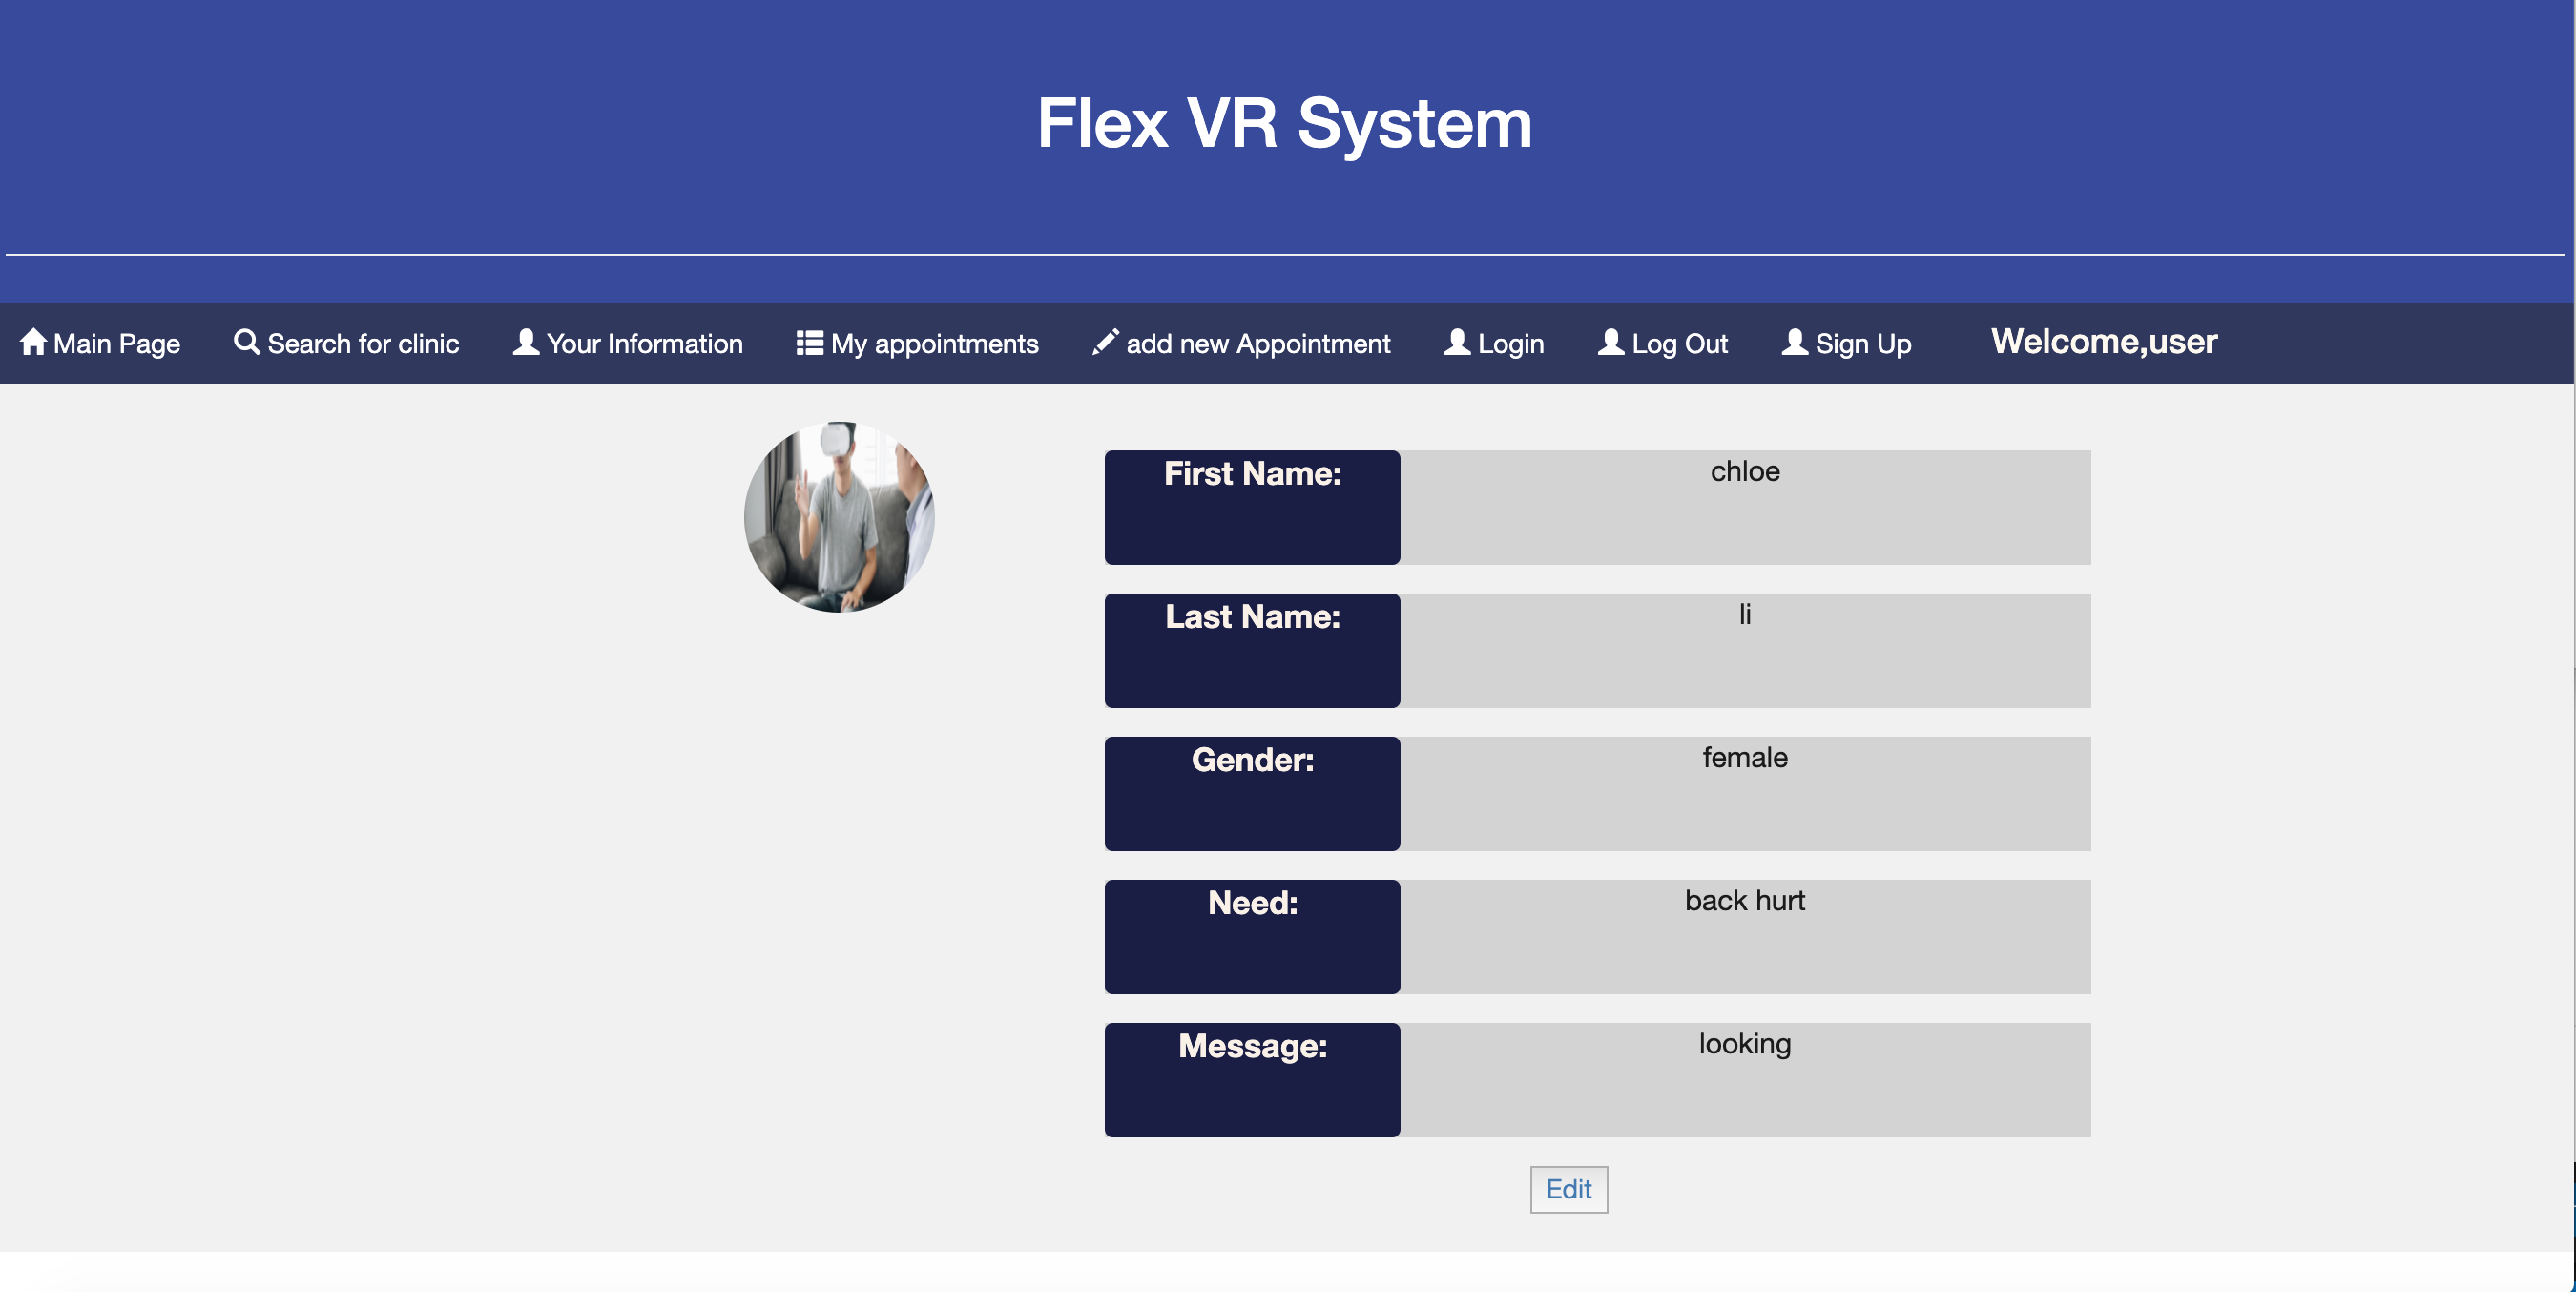 Flex VR System
Main Page Search for clinic Your Information My appointments add new Appointment Login Log Out Sign Up Welcome,user
First Name: chloe
Last Name: li
Gender: female
Need: back hurt
Message: looking
Edit